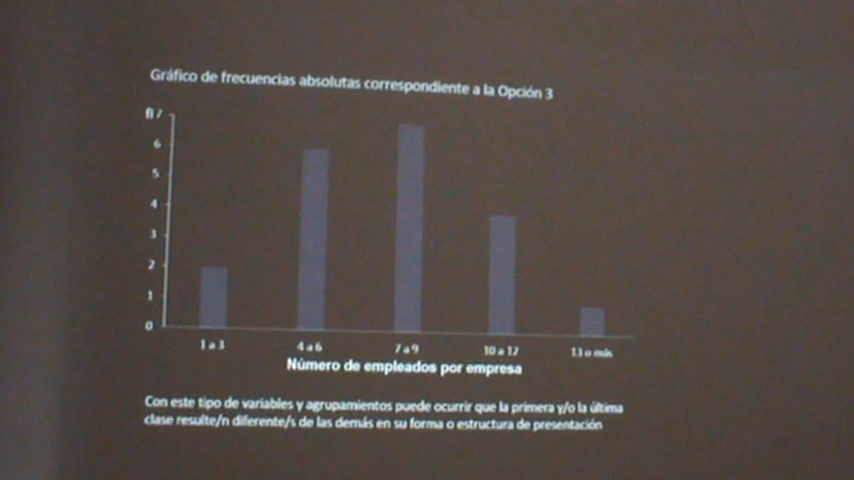 Gráfico de frecuencias absolutas correspondiente a la Opción 3
fi 7
6
5
4
3
2
1
0
1 a 3 4 a 6 7 a 9 10 a 12 13 o más
Número de empleados por empresa
Con este tipo de variables y agrupamientos puede ocurrir que la primera y/o la última
clase resulte/n diferente/s de las demás en su forma o estructura de presentación